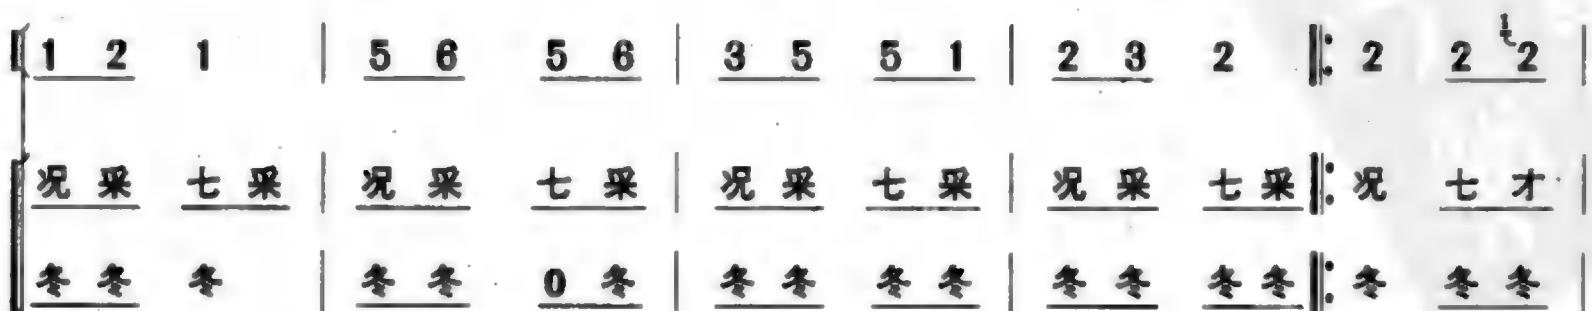 1 2 1 | 5 6 5 6 | 3 5 5 1 | 2 3 2 ‖: 2 2 2 |
况 采 七 采 | 况 采 七 采 | 况 采 七 采 | 况 采 七 采 ‖: 况 七 才 |
冬 冬 冬 | 冬 冬 0 冬 | 冬 冬 冬 冬 | 冬 冬 冬 冬 ‖: 冬 冬 冬 |